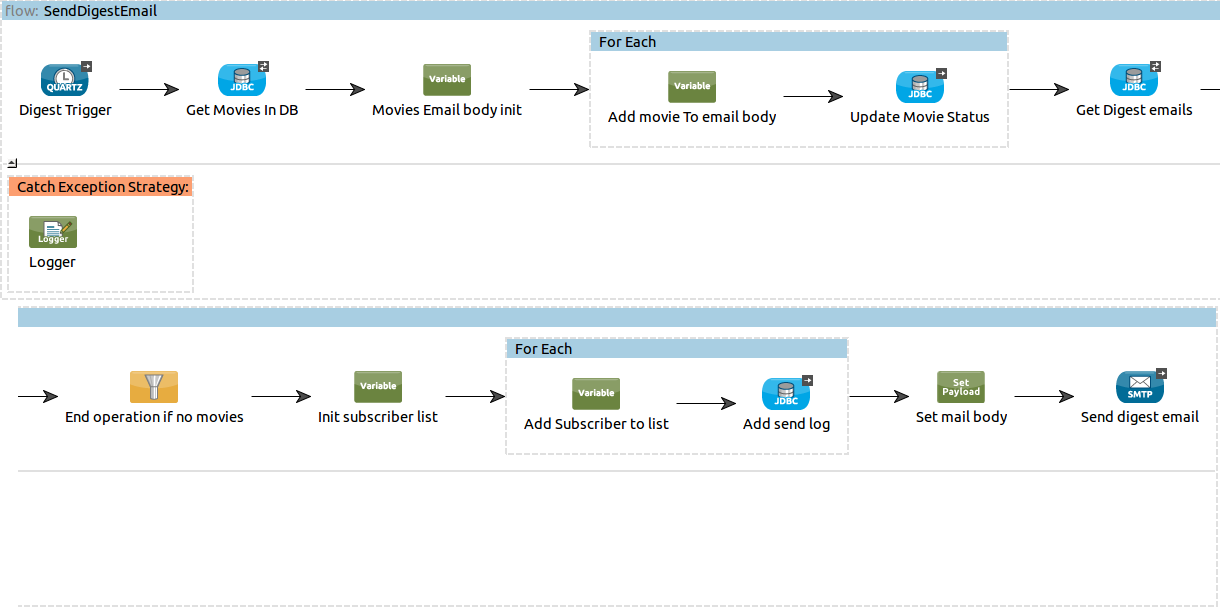 flow: SendDigestEmail
For Each
QUARTZ
JDBC
Variable
Variable
JDBC
JDBC
Digest Trigger
Get Movies In DB
Movies Email body init
Add movie To email body
Update Movie Status
Get Digest emails
Catch Exception Strategy:
Logger
Logger
For Each
Variable
Variable
JDBC
Set
Payload
SMTP
End operation if no movies
Init subscriber list
Add Subscriber to list
Add send log
Set mail body
Send digest email